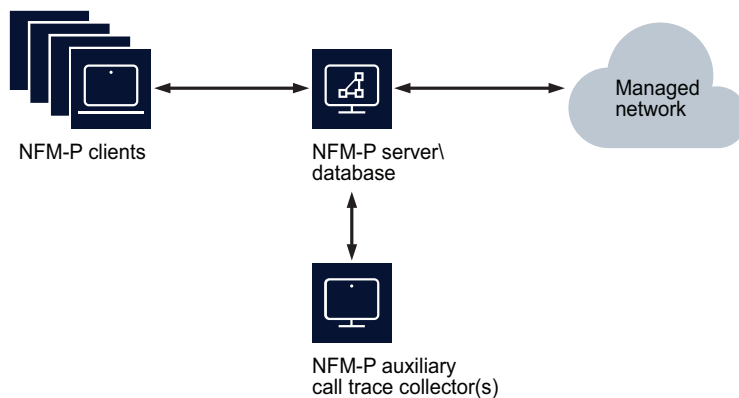 Managed
network
NFM-P clients
NFM-P server\
database
NFM-P auxiliary
call trace collector(s)